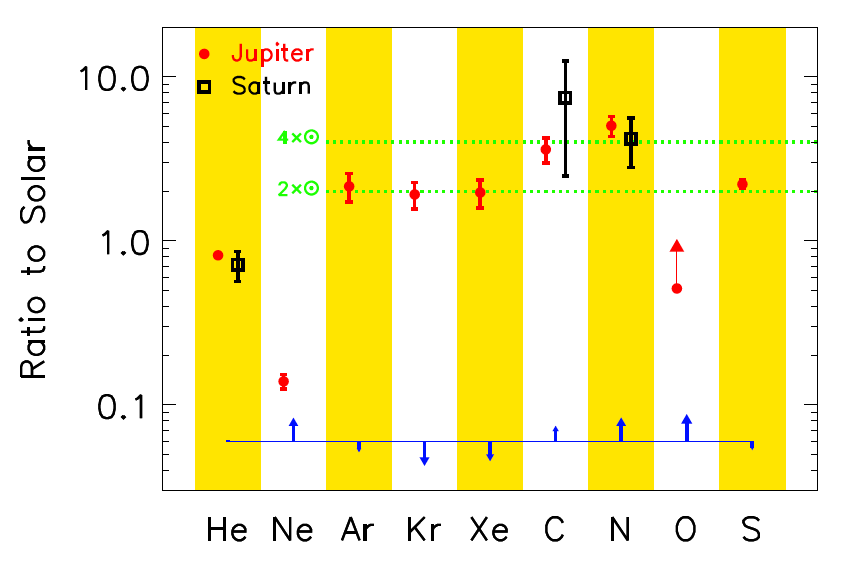 Jupiter
Saturn
4×⊙
2×⊙
10.0
1.0
0.1
Ratio to Solar
He Ne Ar Kr Xe C N O S